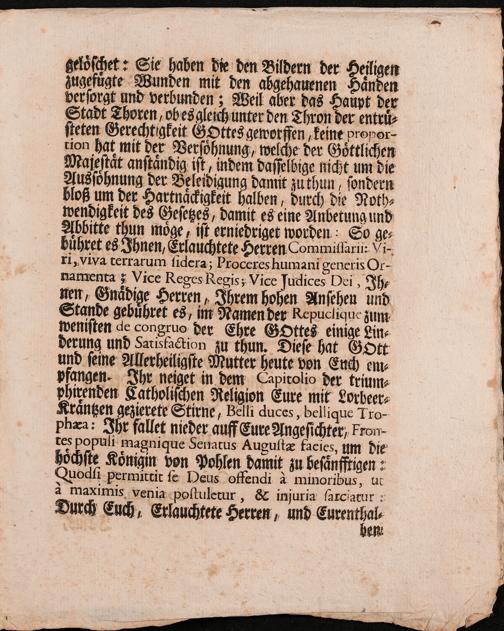 gelöschet: Sie haben die den Bildern der Heiligen
zugefügte Wunden mit den abgehauenen Händen
versorgt und verbunden; Weil aber das Haupt der
Stadt Thoren, ob es gleich unter den Thron der entrü-
steten Gerechtigkeit GOttes geworffen, keine propor-
tion hat mit der Versöhnung, welche der Göttlichen
Majestät anständig ist, indem dasselbige nicht um die
Aussöhnung der Beleidigung damit zu thun, sondern
bloß um der Hartnäckigkeit halben, durch die Noth-
wendigkeit des Gesetzes, damit es eine Anbetung und
Abbitte thun möge, ist erniedriget worden: So ge-
bühret es Ihnen, Erlauchtete Herren Commissarii: Vi-
ri, viva terrarum sidera; Proceres humani generis Or-
namenta; Vice Reges Regis; Vice Judices Dei, Ih-
nen, Gnädige Herren, Ihrem hohen Ansehen und
Stande gebühret es, im Namen der Republique zum
wenisten de congruo der Ehre GOttes einige Lin-
derung und Satisfaction zu thun. Diese hat GOtt
und seine Allerheiligste Mutter heute von Euch em-
pfangen. Ihr neiget in dem Capitolio der trium-
phirenden Catholischen Religion Eure mit Lorbeer-
Kräntzen gezierete Stirne, Belli duces, bellique Tro-
phæa: Ihr fallet nieder auff Eure Angesichter, Fron-
tes populi magnique Senatus Augustæ facies, um die
höchste Königin von Pohlen damit zu besänfftigen:
Quodsi permittit se Deus offendi à minoribus, ut
à maximis venia postuletur, & injuria sarciatur:
Durch Euch, Erlauchtete Herren, und Eurenthal-
ben